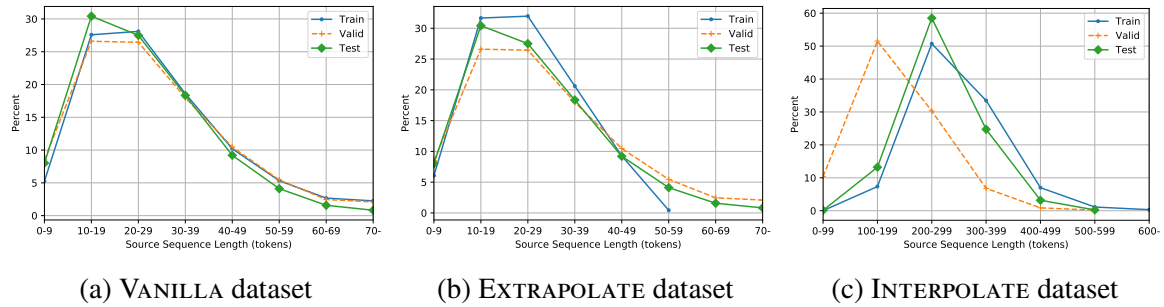 30
25
20
15
10
5
0
Percent
0-9 10-19 20-29 30-39 40-49 50-59 60-69 70-
Source Sequence Length (tokens)
Train
Valid
Test
(a) VANILLA dataset
30
25
20
15
10
5
0
Percent
0-9 10-19 20-29 30-39 40-49 50-59 60-69 70-
Source Sequence Length (tokens)
Train
Valid
Test
(b) EXTRAPOLATE dataset
60
50
40
30
20
10
0
Percent
0-99 100-199 200-299 300-399 400-499 500-599 600-
Source Sequence Length (tokens)
Train
Valid
Test
(c) INTERPOLATE dataset